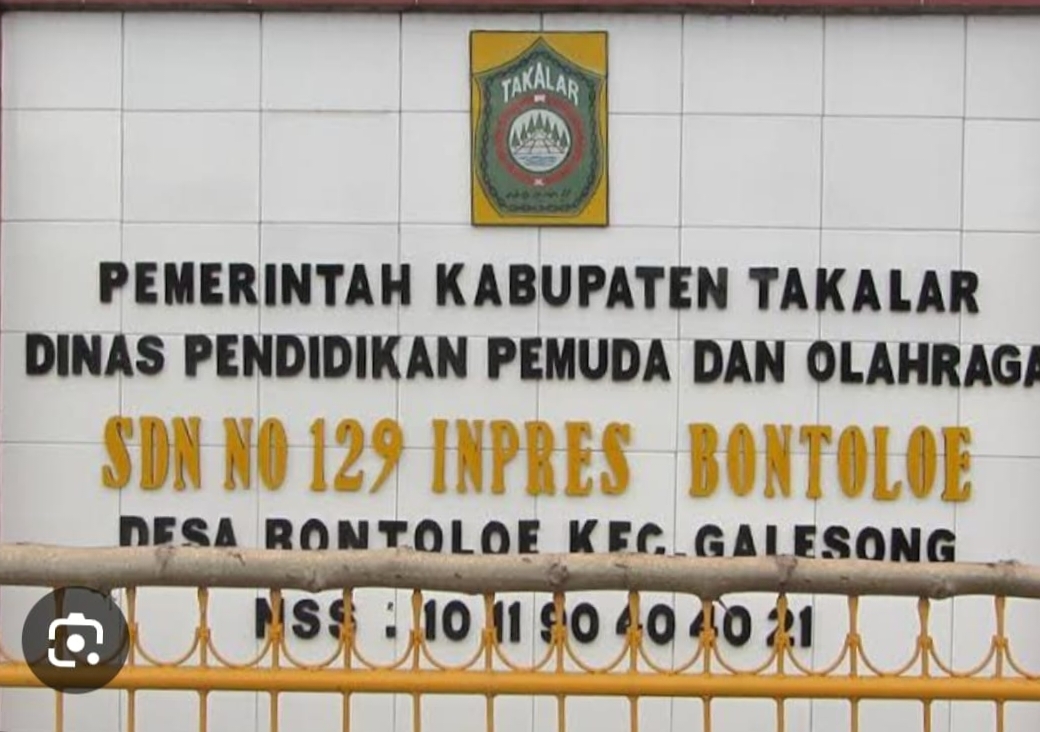 TAKALAR
PEMERINTAH KABUPATEN TAKALAR
DINAS PENDIDIKAN PEMUDA DAN OLAHRAGA
SDN NO 129 INPRES BONTOLOE
DESA BONTOLOE KEC. GALESONG
NSS : 10 11 90 40 40 21